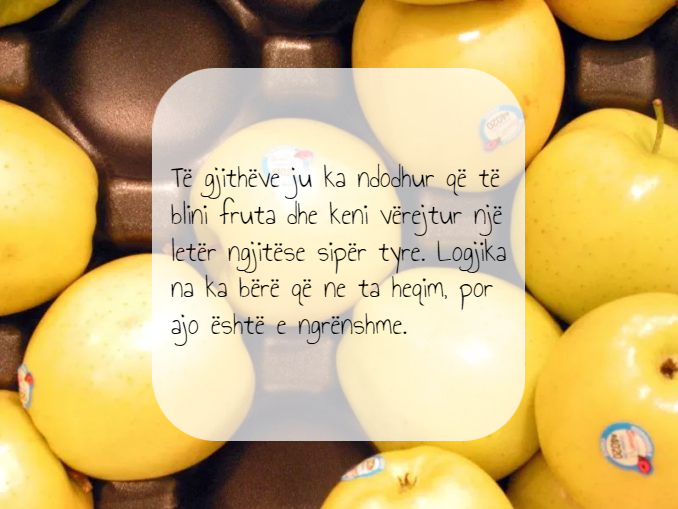 Të gjithëve ju ka ndodhur që të
blini fruta dhe keni vërejtur një
letër ngjitëse sipër tyre. Logjika
na ka bërë që ne ta heqim, por
ajo është e ngrënshme.